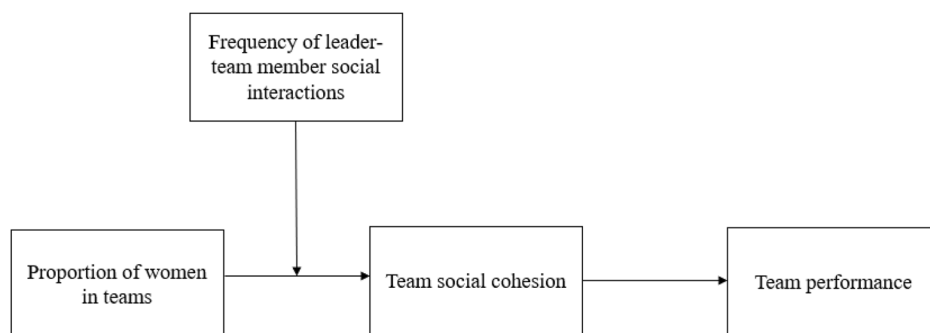 Frequency of leader-
team member social
interactions
Proportion of women
in teams
Team social cohesion
Team performance